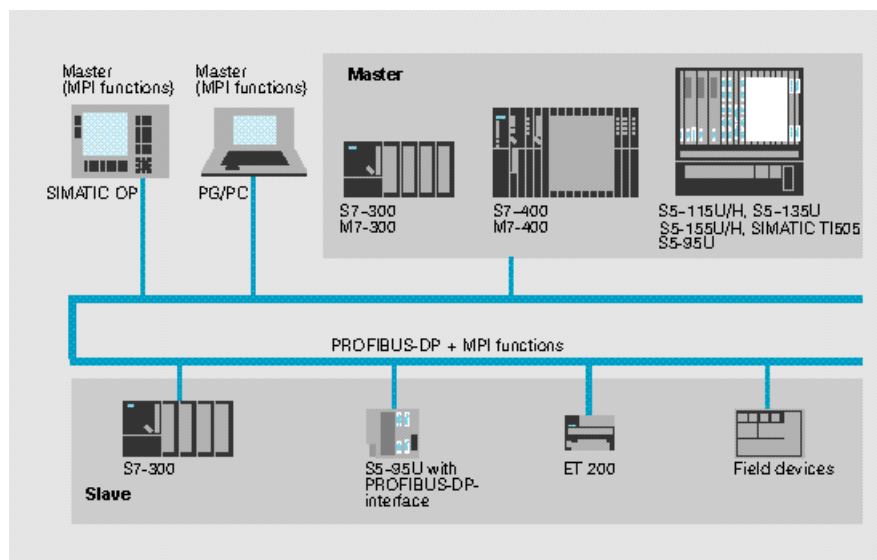 Master
(MPI functions)
Master
(MPI functions)
Master
SIMATIC OP
PG/PC
S7-300
M7-300
S7-400
M7-400
S5-115U/H, S5-135U
S5-155U/H, SIMATIC TI505
S5-95U
PROFIBUS-DP + MPI functions
S7-300
S5-95U with
PROFIBUS-DP-
interface
ET 200
Field devices
Slave